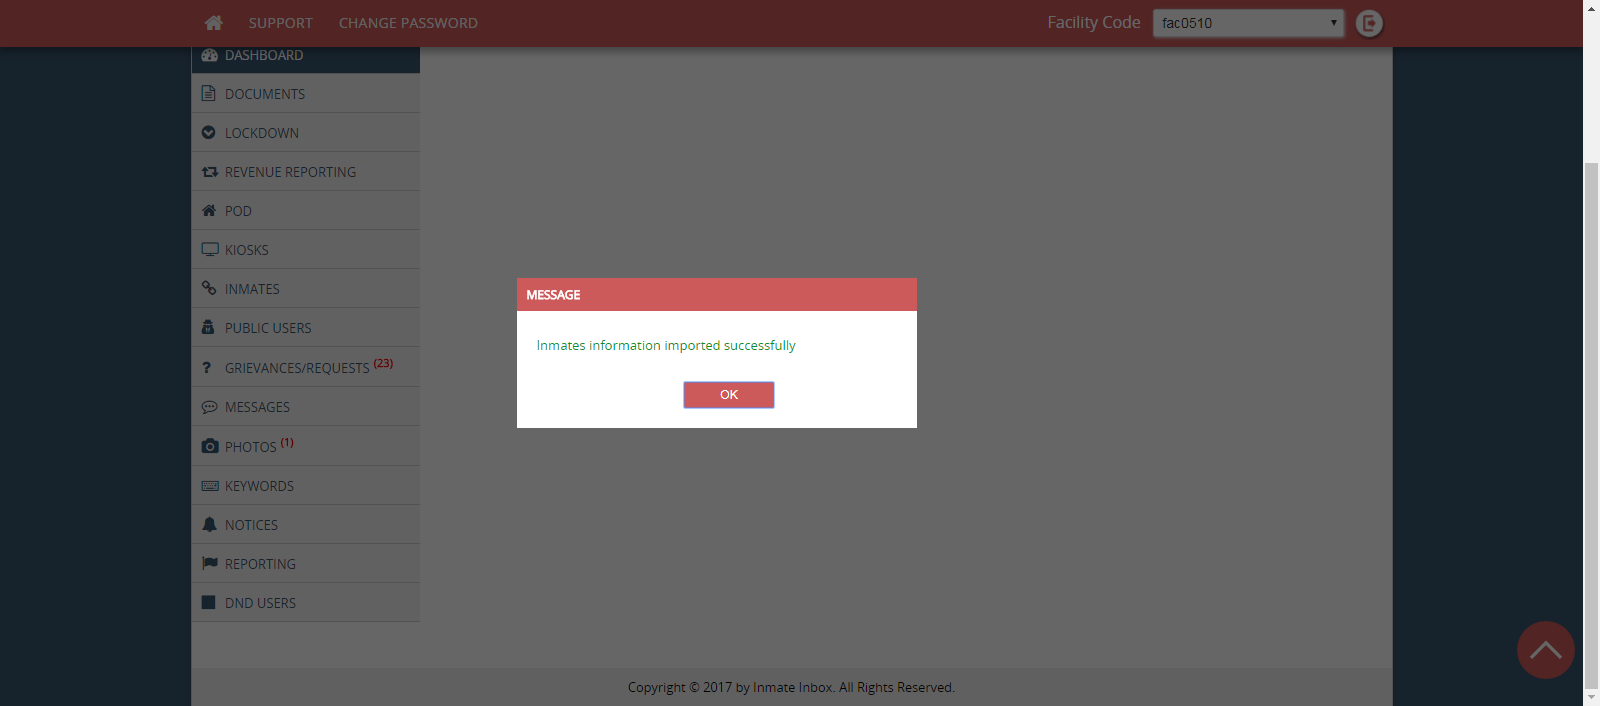 SUPPORT CHANGE PASSWORD Facility Code fac0510
DASHBOARD
DOCUMENTS
LOCKDOWN
REVENUE REPORTING
POD
KIOSKS
INMATES
PUBLIC USERS
GRIEVANCES/REQUESTS (23)
MESSAGES
PHOTOS (1)
KEYWORDS
NOTICES
REPORTING
DND USERS
MESSAGE
Inmates information imported successfully
OK
Copyright © 2017 by Inmate Inbox. All Rights Reserved.